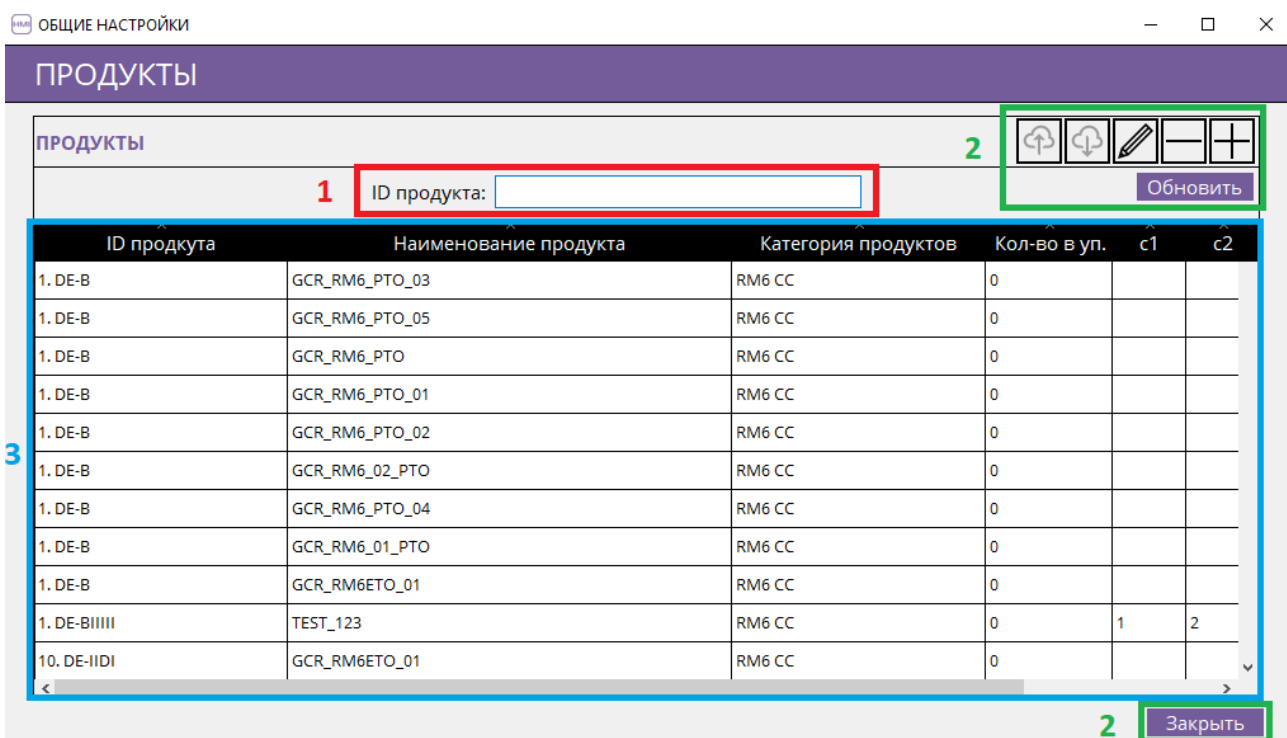 HMI ОБЩИЕ НАСТРОЙКИ
ПРОДУКТЫ
ПРОДУКТЫ 2
1 ID продукта: Обновить
ID продкута Наименование продукта Категория продуктов Кол-во в уп. c1 c2
1. DE-B GCR_RM6_PTO_03 RM6 CC 0
1. DE-B GCR_RM6_PTO_05 RM6 CC 0
1. DE-B GCR_RM6_PTO RM6 CC 0
1. DE-B GCR_RM6_PTO_01 RM6 CC 0
1. DE-B GCR_RM6_PTO_02 RM6 CC 0
3
1. DE-B GCR_RM6_02_PTO RM6 CC 0
1. DE-B GCR_RM6_PTO_04 RM6 CC 0
1. DE-B GCR_RM6_01_PTO RM6 CC 0
1. DE-B GCR_RM6ETO_01 RM6 CC 0
1. DE-BIIIII TEST_123 RM6 CC 0 1 2
10. DE-IIDI GCR_RM6ETO_01 RM6 CC 0
2 Закрыть